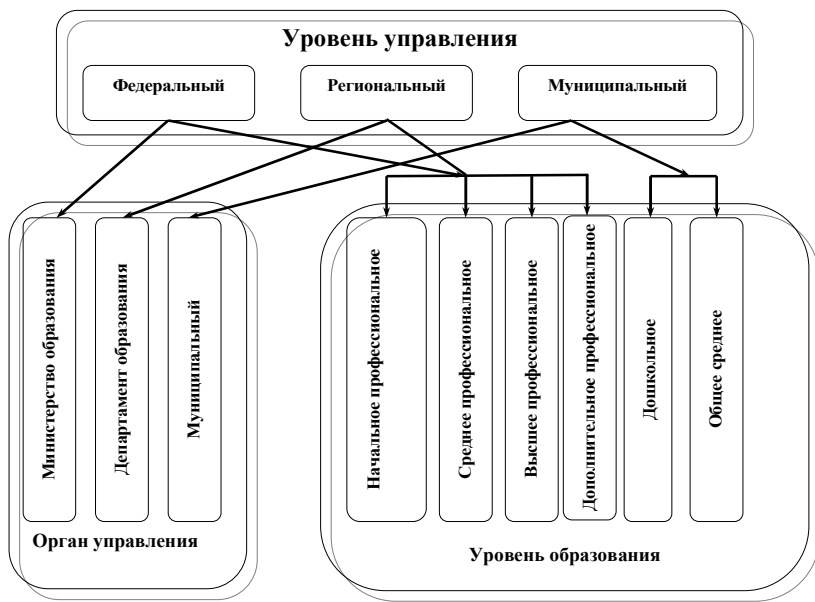 Уровень управления
Федеральный
Региональный
Муниципальный
Министерство образования
Департамент образования
Муниципальный
Орган управления
Начальное профессиональное
Среднее профессиональное
Высшее профессиональное
Дополнительное профессиональное
Дошкольное
Общее среднее
Уровень образования